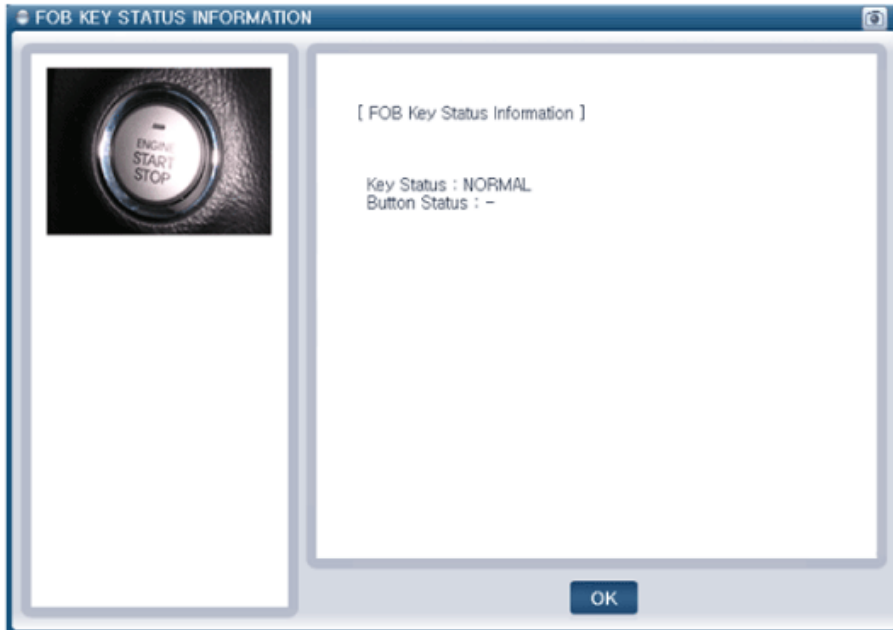 FOB KEY STATUS INFORMATION
ENGINE
START
STOP
[ FOB Key Status Information ]
Key Status : NORMAL
Button Status : -
OK